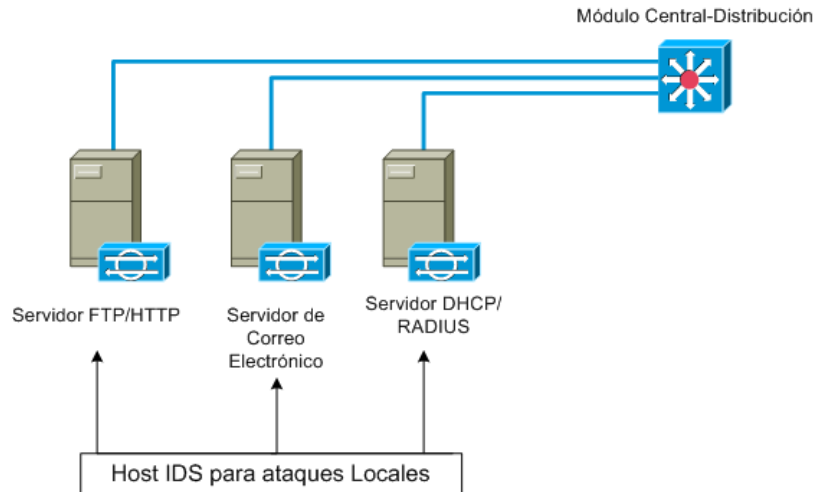 Módulo Central-Distribución
Servidor FTP/HTTP
Servidor de
Correo
Electrónico
Servidor DHCP/
RADIUS
Host IDS para ataques Locales